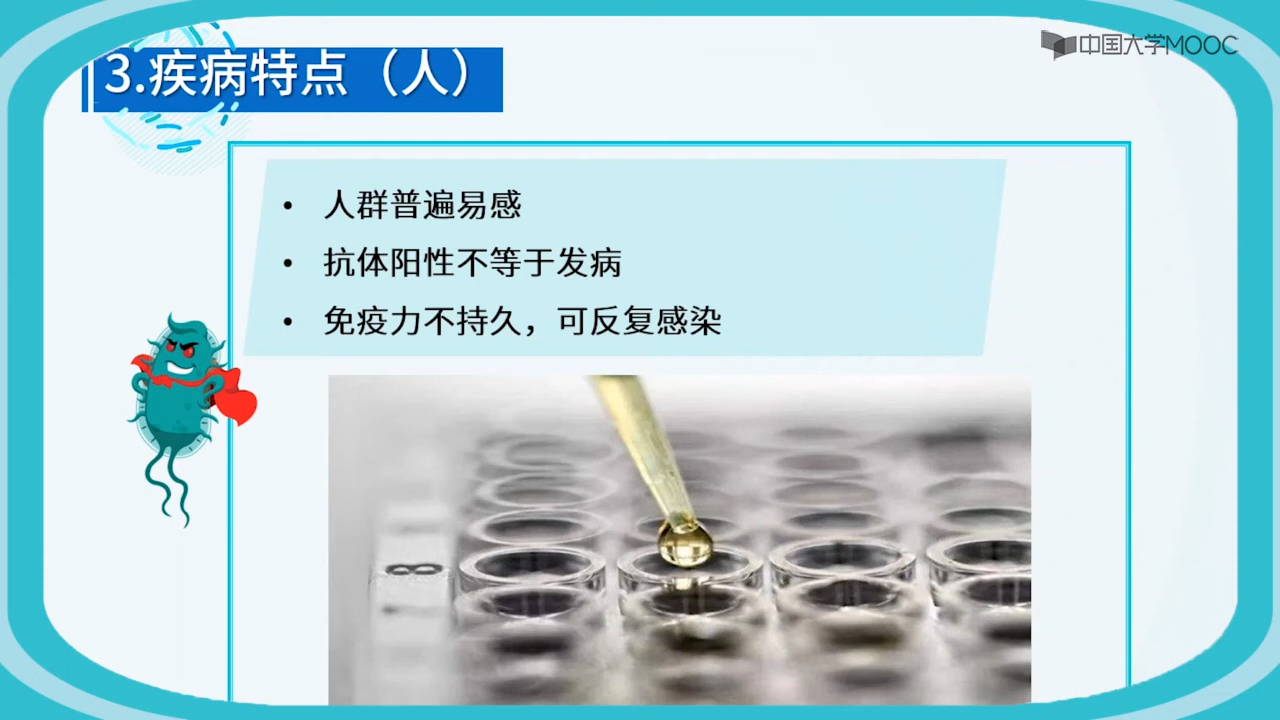 中国大学MOOC
3.疾病特点（人）
• 人群普遍易感
• 抗体阳性不等于发病
• 免疫力不持久，可反复感染
8